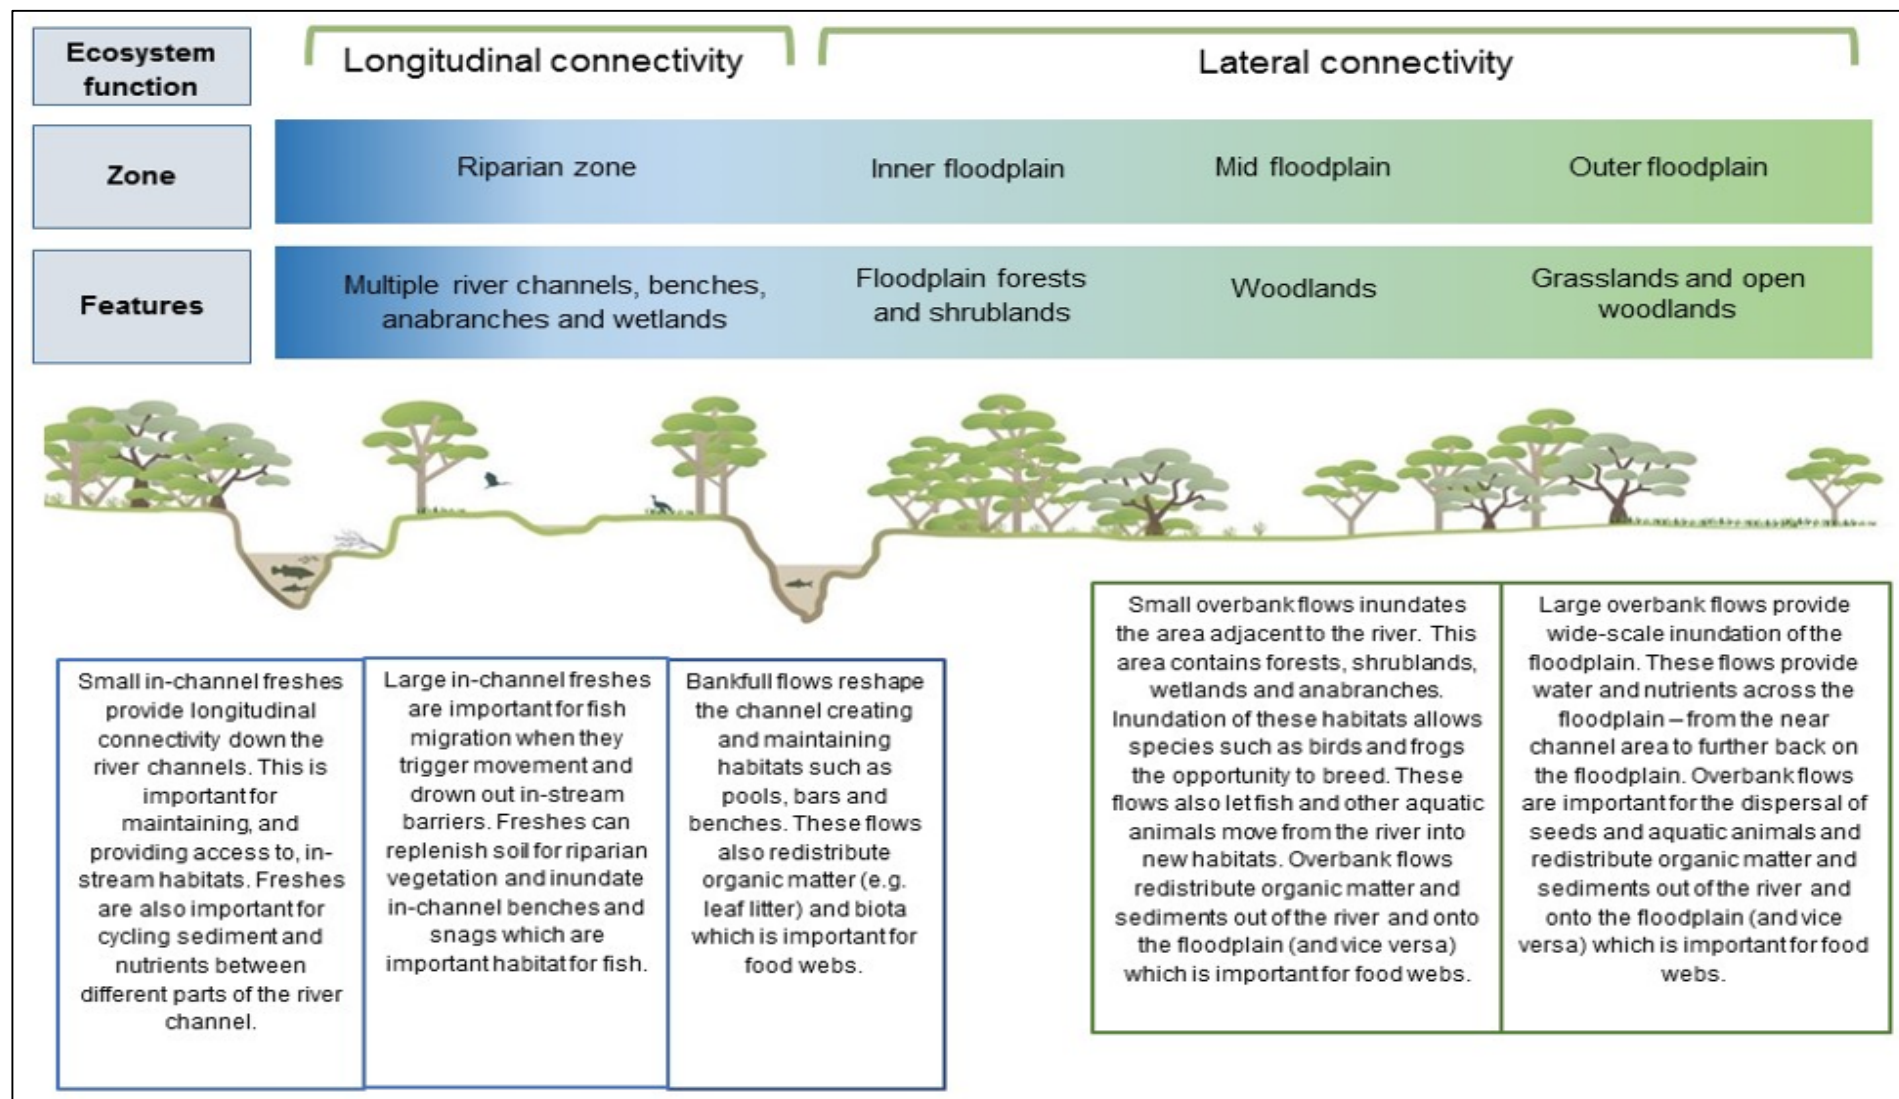 Ecosystem
function
Longitudinal connectivity
Lateral connectivity
Zone
Riparian zone
Inner floodplain
Mid floodplain
Outer floodplain
Features
Multiple river channels, benches,
anabranches and wetlands
Floodplain forests
and shrublands
Woodlands
Grasslands and open
woodlands
Small in-channel freshes
provide longitudinal
connectivity down the
river channels. This is
important for
maintaining, and
providing access to, in-
stream habitats. Freshes
are also important for
cycling sediment and
nutrients between
different parts of the river
channel.
Large in-channel freshes
are important for fish
migration when they
trigger movement and
drown out in-stream
barriers. Freshes can
replenish soil for riparian
vegetation and inundate
in-channel benches and
snags which are
important habitat for fish.
Bankfull flows reshape
the channel creating
and maintaining
habitats such as
pools, bars and
benches. These flows
also redistribute
organic matter (e.g.
leaf litter) and biota
which is important for
food webs.
Small overbank flows inundates
the area adjacent to the river. This
area contains forests, shrublands,
wetlands and anabranches.
Inundation of these habitats allows
species such as birds and frogs
the opportunity to breed. These
flows also let fish and other aquatic
animals move from the river into
new habitats. Overbank flows
redistribute organic matter and
sediments out of the river and onto
the floodplain (and vice versa)
which is important for food webs.
Large overbank flows provide
wide-scale inundation of the
floodplain. These flows provide
water and nutrients across the
floodplain – from the near
channel area to further back on
the floodplain. Overbank flows
are important for the dispersal of
seeds and aquatic animals and
redistribute organic matter and
sediments out of the river and
onto the floodplain (and vice
versa) which is important for food
webs.